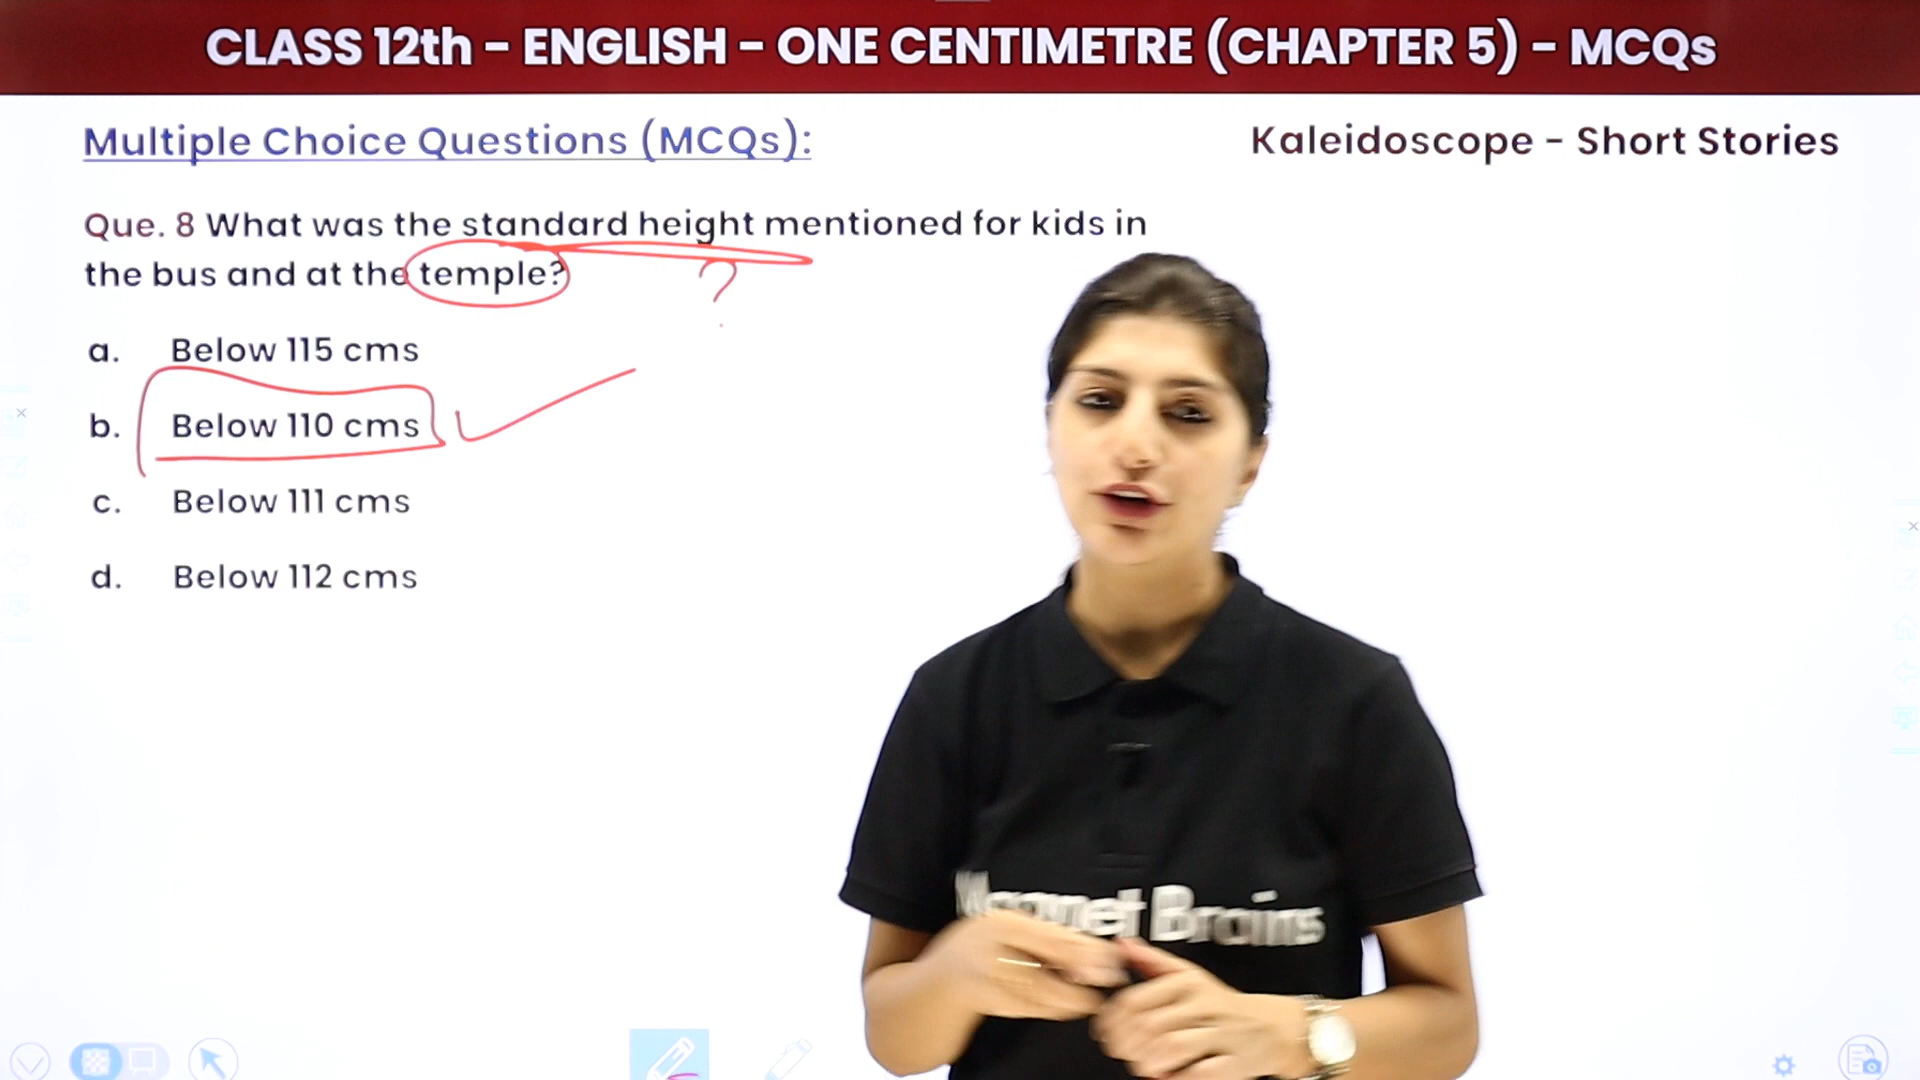 CLASS 12th - ENGLISH - ONE CENTIMETRE (CHAPTER 5) - MCQs
Multiple Choice Questions (MCQs):
Kaleidoscope - Short Stories
Que. 8 What was the standard height mentioned for kids in
the bus and at the temple?
?
a. Below 115 cms
b. Below 110 cms
c. Below 111 cms
d. Below 112 cms
Magnet Brains